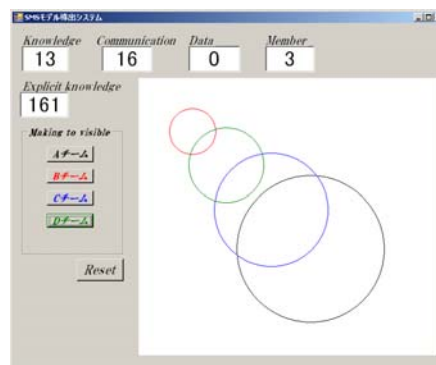 SMSモデル導出システム
Knowledge Communication Data Member
13 16 0 3
Explicit knowledge
161
Making to visible
Aチーム
Bチーム
Cチーム
Dチーム
Reset